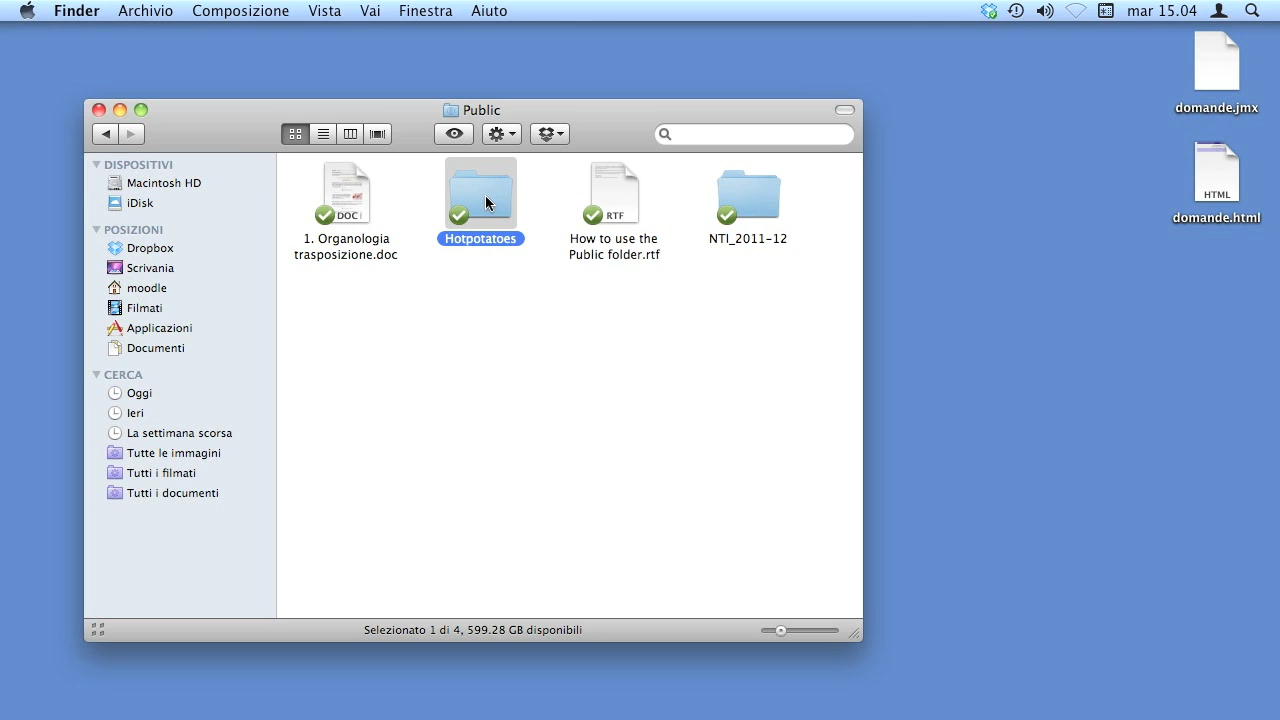 Finder Archivio Composizione Vista Vai Finestra Aiuto mar 15.04
domande.jmx
HTML
domande.html
Public
DISPOSITIVI
Macintosh HD
iDisk
POSIZIONI
Dropbox
Scrivania
moodle
Filmati
Applicazioni
Documenti
CERCA
Oggi
Ieri
La settimana scorsa
Tutte le immagini
Tutti i filmati
Tutti i documenti
DOC
1. Organologia
trasposizione.doc
Hotpotatoes
RTF
How to use the
Public folder.rtf
NTI_2011-12
Selezionato 1 di 4, 599.28 GB disponibili